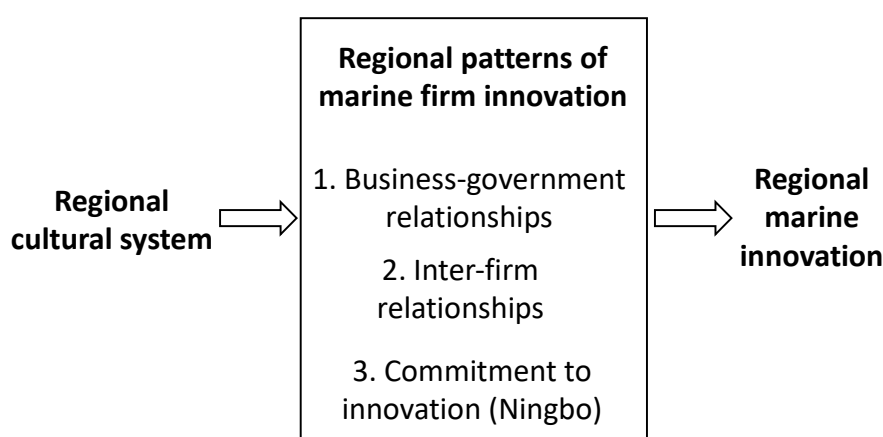 Regional
cultural system
Regional patterns of
marine firm innovation
1. Business-government
relationships
2. Inter-firm
relationships
3. Commitment to
innovation (Ningbo)
Regional
marine
innovation